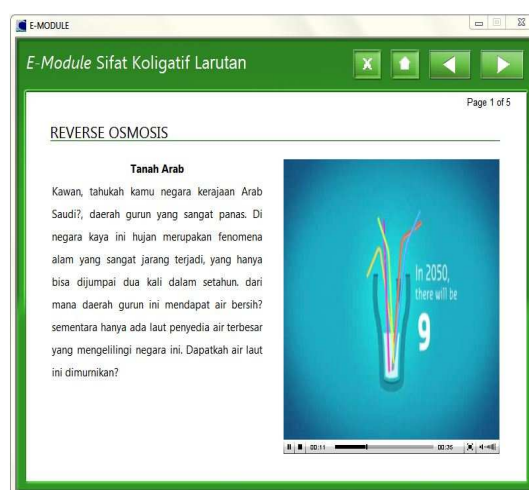 E-MODULE
E-Module Sifat Koligatif Larutan
X
Page 1 of 5
REVERSE OSMOSIS
Tanah Arab
Kawan, tahukah kamu negara kerajaan Arab
Saudi?, daerah gurun yang sangat panas. Di
negara kaya ini hujan merupakan fenomena
alam yang sangat jarang terjadi, yang hanya
bisa dijumpai dua kali dalam setahun. dari
mana daerah gurun ini mendapat air bersih?
sementara hanya ada laut penyedia air terbesar
yang mengelilingi negara ini. Dapatkah air laut
ini dimurnikan?
In 2050,
there will be
9
00:11
00:35